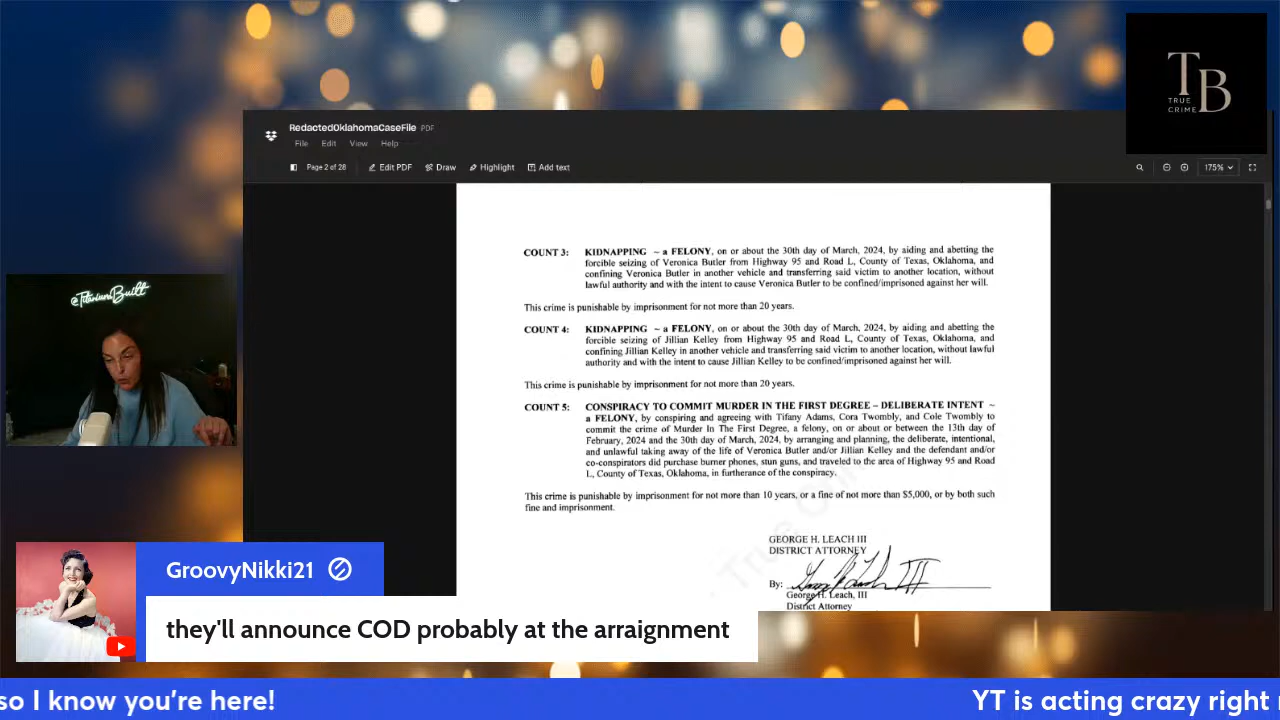 TB
TRUE
CRIME
RedactedOklahomaCaseFile PDF
File Edit View Help
Page 2 of 28 Edit PDF Draw Highlight Add text 175%
COUNT 3: KIDNAPPING ~ a FELONY, on or about the 30th day of March, 2024, by aiding and abetting the
forcible seizing of Veronica Butler from Highway 95 and Road L, County of Texas, Oklahoma, and
confining Veronica Butler in another vehicle and transferring said victim to another location, without
lawful authority and with the intent to cause Veronica Butler to be confined/imprisoned against her will.
This crime is punishable by imprisonment for not more than 20 years.
COUNT 4: KIDNAPPING ~ a FELONY, on or about the 30th day of March, 2024, by aiding and abetting the
forcible seizing of Jillian Kelley from Highway 95 and Road L, County of Texas, Oklahoma, and
confining Jillian Kelley in another vehicle and transferring said victim to another location, without lawful
authority and with the intent to cause Jillian Kelley to be confined/imprisoned against her will.
This crime is punishable by imprisonment for not more than 20 years.
COUNT 5: CONSPIRACY TO COMMIT MURDER IN THE FIRST DEGREE – DELIBERATE INTENT ~
a FELONY, by conspiring and agreeing with Tifany Adams, Cora Twombly, and Cole Twombly to
commit the crime of Murder In The First Degree, a felony, on or about or between the 13th day of
February, 2024 and the 30th day of March, 2024, by arranging and planning, the deliberate, intentional,
and unlawful taking away of the life of Veronica Butler and/or Jillian Kelley and the defendant and/or
co-conspirators did purchase burner phones, stun guns, and traveled to the area of Highway 95 and Road
L, County of Texas, Oklahoma, in furtherance of the conspiracy.
This crime is punishable by imprisonment for not more than 10 years, or a fine of not more than $5,000, or by both such
fine and imprisonment.
GEORGE H. LEACH III
DISTRICT ATTORNEY
By:
George H. Leach, III
District Attorney
True
@TitaniumBuilt
GroovyNikki21
they'll announce COD probably at the arraignment
so I know you're here! YT is acting crazy right